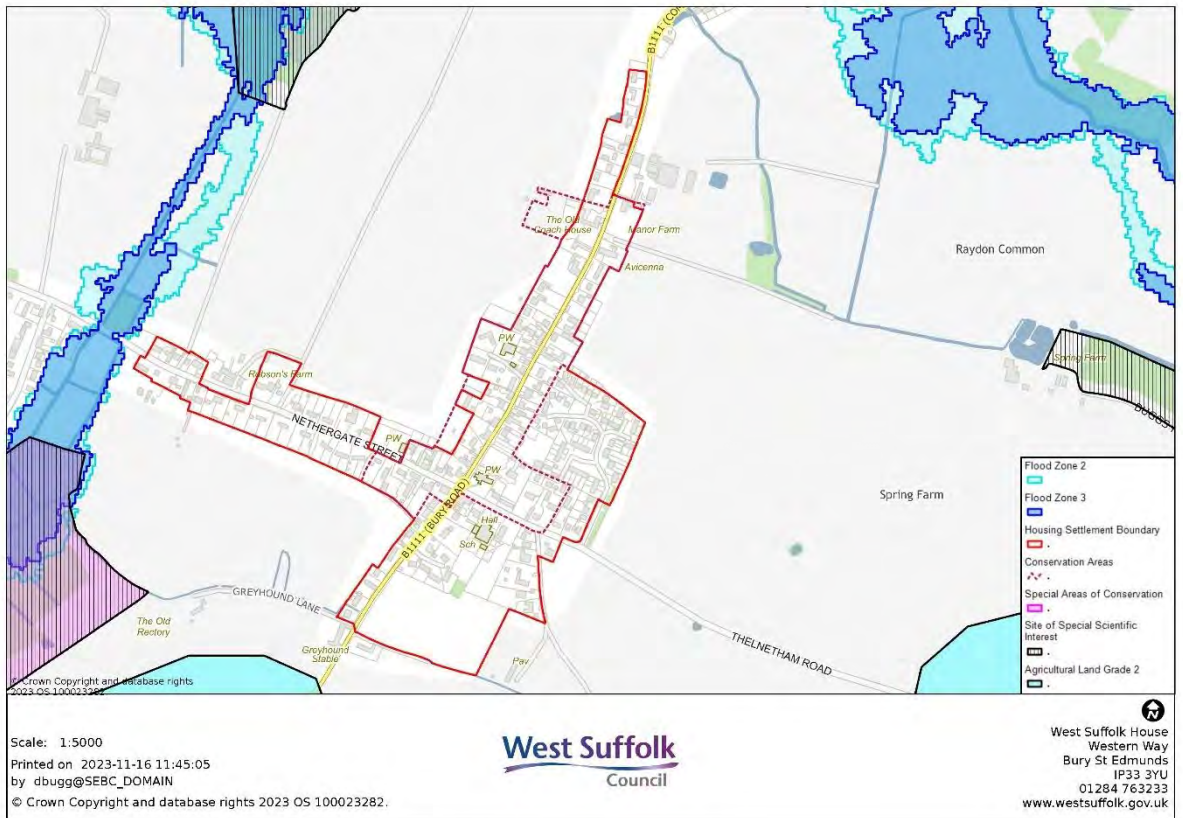 B1111 (CO
The Old
Coach House
Manor Farm
Avicenna
Raydon Common
PW
Robson's Farm
Spring Farm
NETHERGATE STREET
PW
PW
Spring Farm
B1111 (BURY ROAD)
Hall
Sch
GREYHOUND LANE
The Old
Rectory
Greyhound
Stable
Pav
THELNETHAM ROAD
Flood Zone 2
Flood Zone 3
Housing Settlement Boundary
.
Conservation Areas
.
Special Areas of Conservation
.
Site of Special Scientific
Interest
.
Agricultural Land Grade 2
.
Crown Copyright and database rights
2023 OS 100023282
Scale: 1:5000
Printed on 2023-11-16 11:45:05
by dbugg@SEBC_DOMAIN
© Crown Copyright and database rights 2023 OS 100023282.
West Suffolk
Council
N
West Suffolk House
Western Way
Bury St Edmunds
IP33 3YU
01284 763233
www.westsuffolk.gov.uk